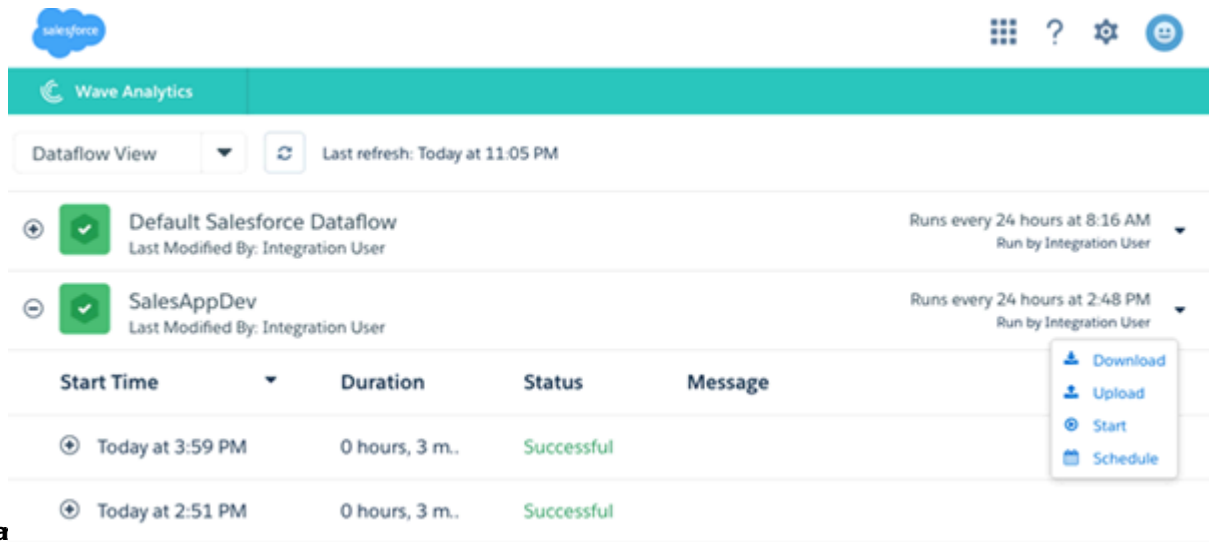 salesforce
?
Wave Analytics
Dataflow View
Last refresh: Today at 11:05 PM
Default Salesforce Dataflow
Last Modified By: Integration User
Runs every 24 hours at 8:16 AM
Run by Integration User
SalesAppDev
Last Modified By: Integration User
Runs every 24 hours at 2:48 PM
Run by Integration User
Download
Upload
Start
Schedule
Start Time Duration Status Message
Today at 3:59 PM 0 hours, 3 m.. Successful
Today at 2:51 PM 0 hours, 3 m.. Successful